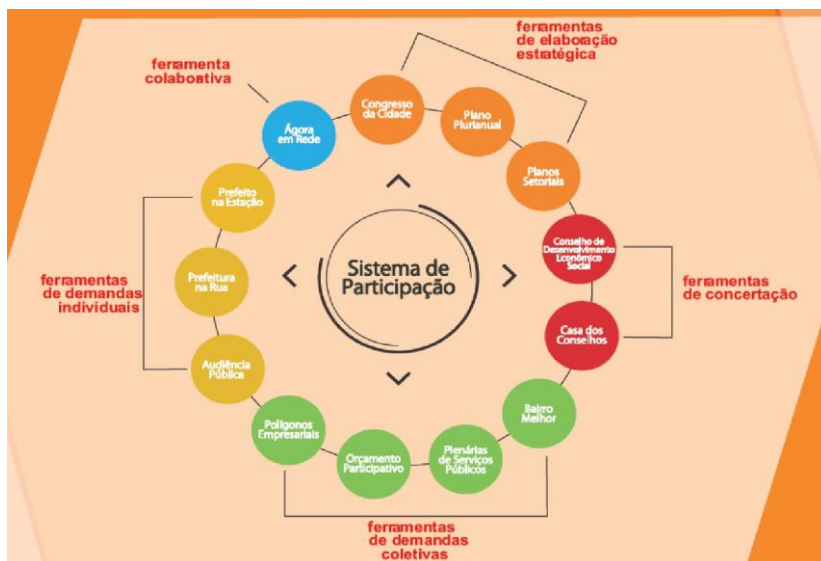 ferramentas
de elaboração
estratégica
ferramenta
colaborativa
Congresso
da Cidade
Plano
Plurianual
Ágora
em Rede
Planos
Setoriais
Prefeito
na Estação
Conselho de
Desenvolvimento
Econômico
Social
Sistema de
Participação
ferramentas
de demandas
individuais
Prefeitura
na Rua
ferramentas
de concertação
Casa dos
Conselhos
Audiência
Pública
Bairro
Melhor
Polígonos
Empresariais
Orçamento
Participativo
Plenárias
de Serviços
Públicos
ferramentas
de demandas
coletivas